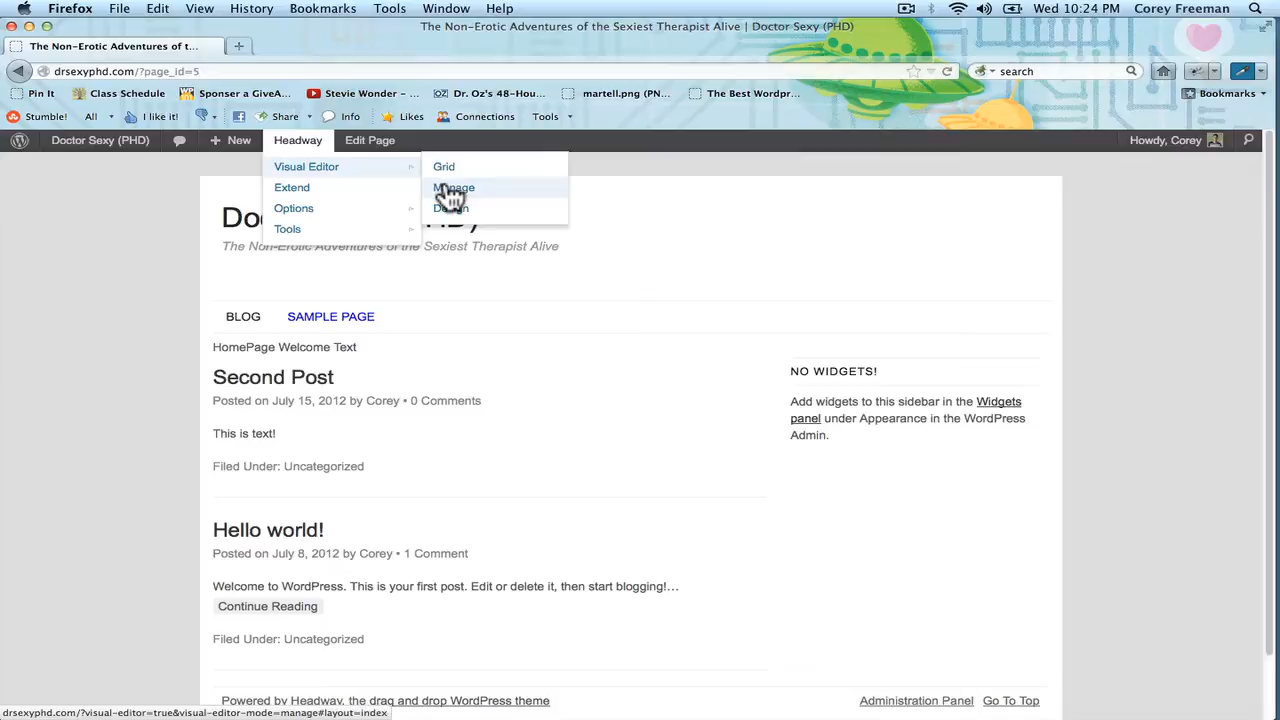 Firefox File Edit View History Bookmarks Tools Window Help Wed 10:24 PM Corey Freeman
The Non-Erotic Adventures of the Sexiest Therapist Alive | Doctor Sexy (PHD)
The Non-Erotic Adventures of t...
drsexyphd.com/?page_id=5 search
Pin It Class Schedule Sponser a GiveA... Stevie Wonder – ... Dr. Oz's 48-Hou... martell.png (PN... The Best Wordpr... Bookmarks
Stumble! All I like it! Share Info Likes Connections Tools
Doctor Sexy (PHD) + New Headway Edit Page Howdy, Corey
Visual Editor Grid
Extend Manage
Options Design
Tools
The Non-Erotic Adventures of the Sexiest Therapist Alive
BLOG SAMPLE PAGE
HomePage Welcome Text
Second Post
Posted on July 15, 2012 by Corey • 0 Comments
This is text!
Filed Under: Uncategorized
NO WIDGETS!
Add widgets to this sidebar in the Widgets
panel under Appearance in the WordPress
Admin.
Hello world!
Posted on July 8, 2012 by Corey • 1 Comment
Welcome to WordPress. This is your first post. Edit or delete it, then start blogging!…
Continue Reading
Filed Under: Uncategorized
Powered by Headway, the drag and drop WordPress theme Administration Panel Go To Top
drsexyphd.com/?visual-editor=true&visual-editor-mode=manage#layout=index